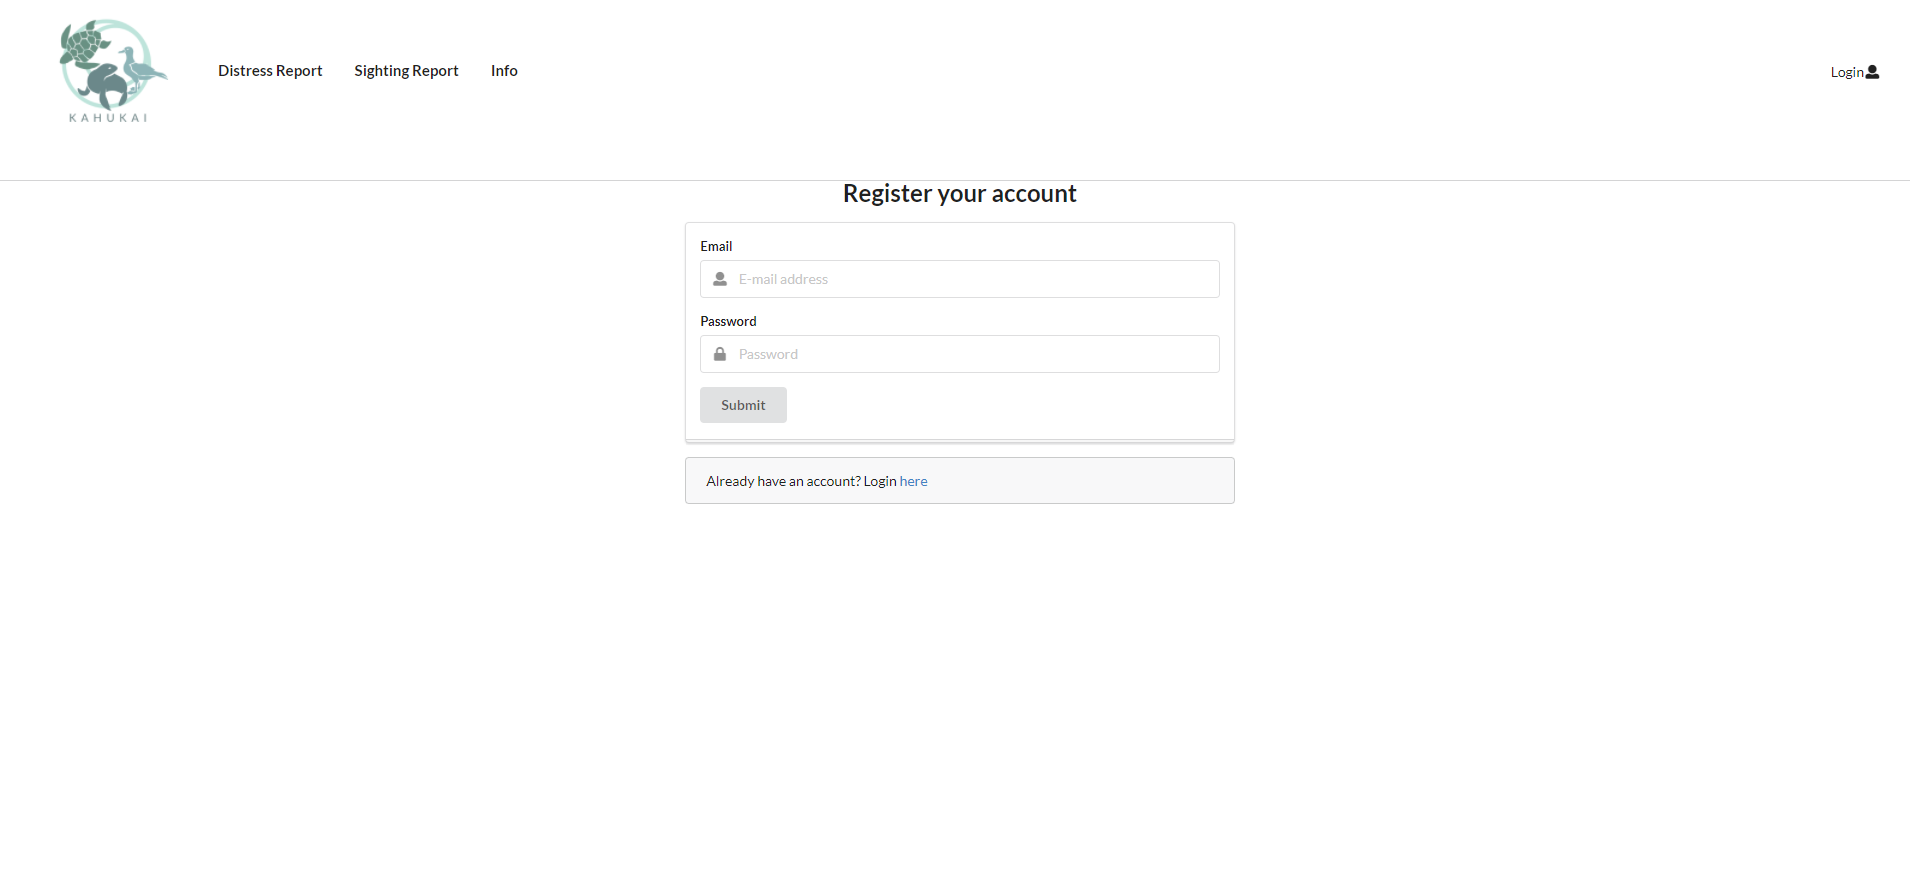 KAHUKAI
Distress Report
Sighting Report
Info
Login
Register your account
Email
E-mail address
Password
Password
Submit
Already have an account? Login here